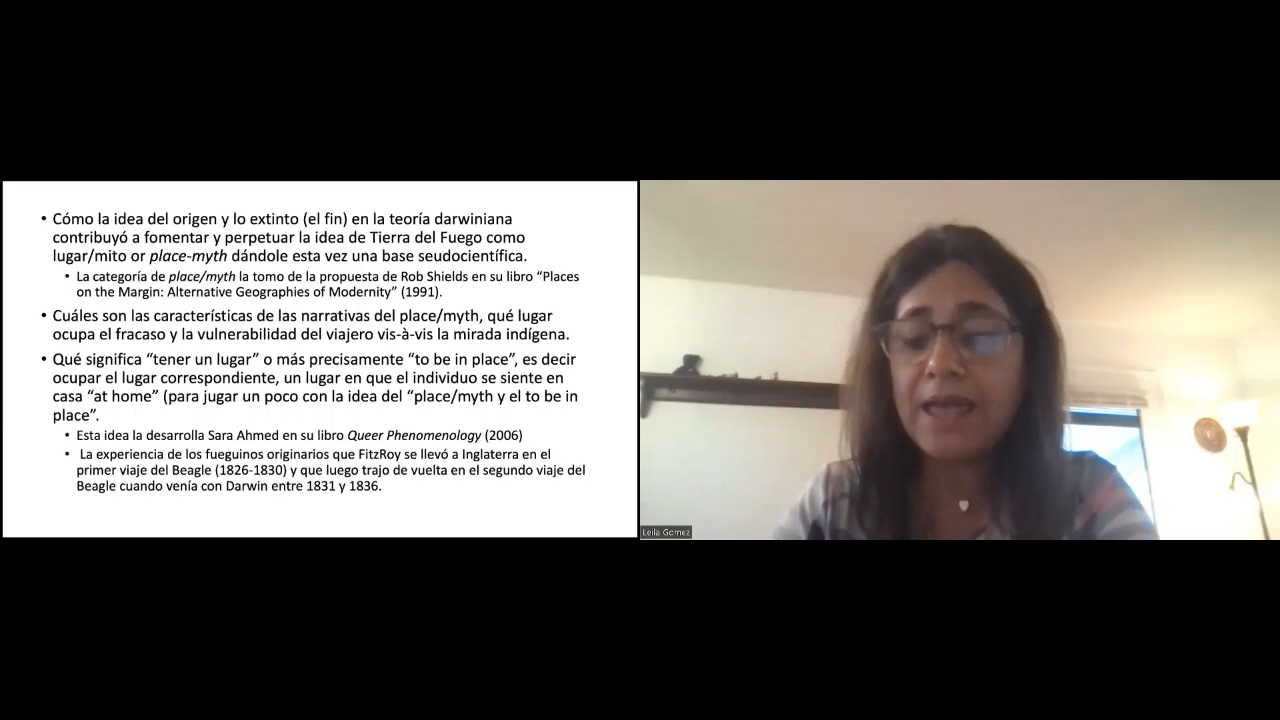 • Cómo la idea del origen y lo extinto (el fin) en la teoría darwiniana
contribuyó a fomentar y perpetuar la idea de Tierra del Fuego como
lugar/mito or place-myth dándole esta vez una base seudocientífica.
• La categoría de place/myth la tomo de la propuesta de Rob Shields en su libro “Places
on the Margin: Alternative Geographies of Modernity” (1991).
• Cuáles son las características de las narrativas del place/myth, qué lugar
ocupa el fracaso y la vulnerabilidad del viajero vis-à-vis la mirada indígena.
• Qué significa “tener un lugar” o más precisamente “to be in place”, es decir
ocupar el lugar correspondiente, un lugar en que el individuo se siente en
casa “at home” (para jugar un poco con la idea del “place/myth y el to be in
place”.
• Esta idea la desarrolla Sara Ahmed en su libro Queer Phenomenology (2006)
• La experiencia de los fueguinos originarios que FitzRoy se llevó a Inglaterra en el
primer viaje del Beagle (1826-1830) y que luego trajo de vuelta en el segundo viaje del
Beagle cuando venía con Darwin entre 1831 y 1836.
Leila Gomez